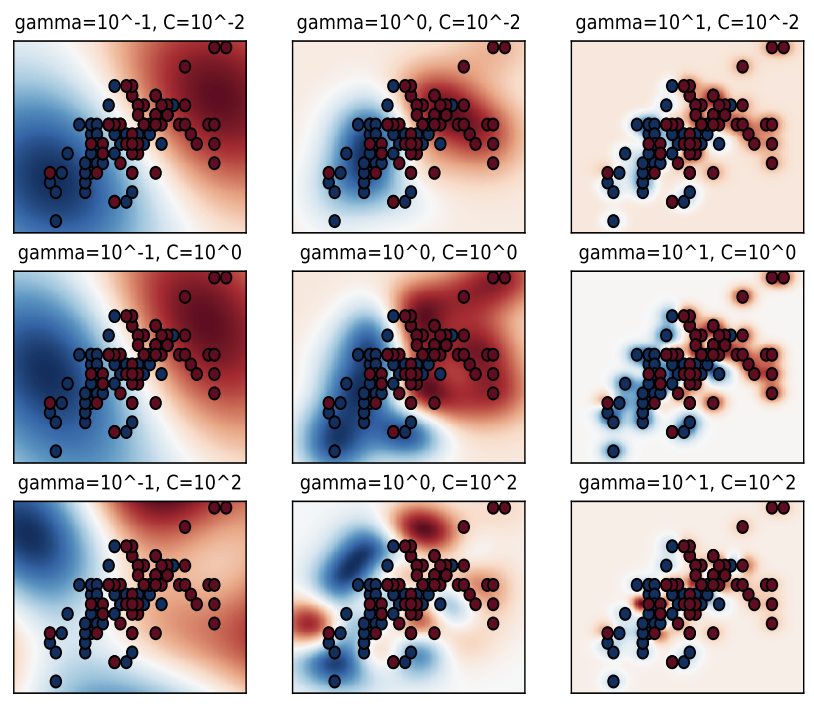 gamma=10^-1, C=10^-2
gamma=10^0, C=10^-2
gamma=10^1, C=10^-2
gamma=10^-1, C=10^0
gamma=10^0, C=10^0
gamma=10^1, C=10^0
gamma=10^-1, C=10^2
gamma=10^0, C=10^2
gamma=10^1, C=10^2